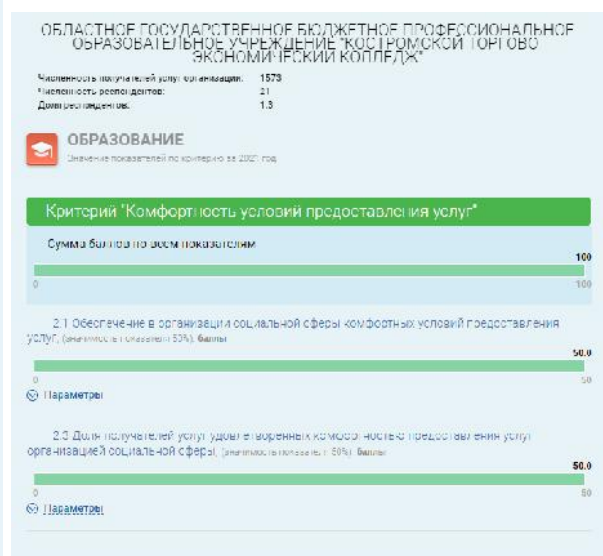 ОБЛАСТНОЕ ГОСУДАРСТВЕННОЕ БЮДЖЕТНОЕ ПРОФЕССИОНАЛЬНОЕ
ОБРАЗОВАТЕЛЬНОЕ УЧРЕЖДЕНИЕ "КОСТРОМСКОЙ ТОРГОВО
ЭКОНОМИЧЕСКИЙ КОЛЛЕДЖ"
Численность получателей услуг организации: 1573
Численность респондентов: 21
Доля респондентов: 1.3
ОБРАЗОВАНИЕ
Значение показателей по критерию за 2021 год
Критерий "Комфортность условий предоставления услуг"
Сумма баллов по всем показателям
100
0 100
2.1 Обеспечение в организации социальной сферы комфортных условий предоставления
услуг, (значимость показателя 50%), баллы
50.0
0 50
Параметры
2.3 Доля получателей услуг удовлетворенных комфортностью предоставления услуг
организацией социальной сферы, (значимость показателя 50%), баллы
50.0
0 50
Параметры